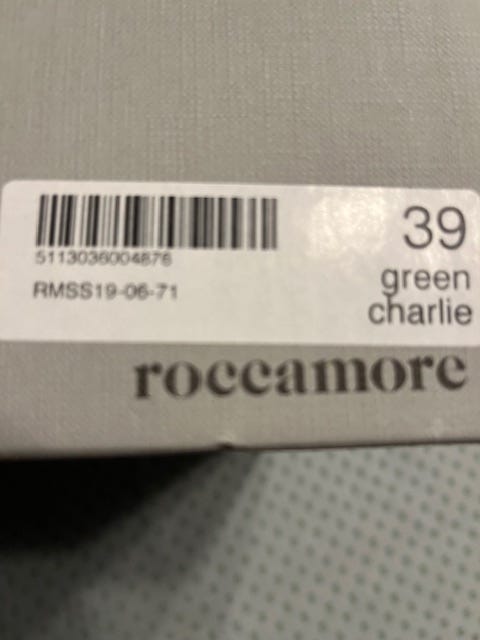 5113036004876
RMSS19-06-71
39
green
charlie
roccamore